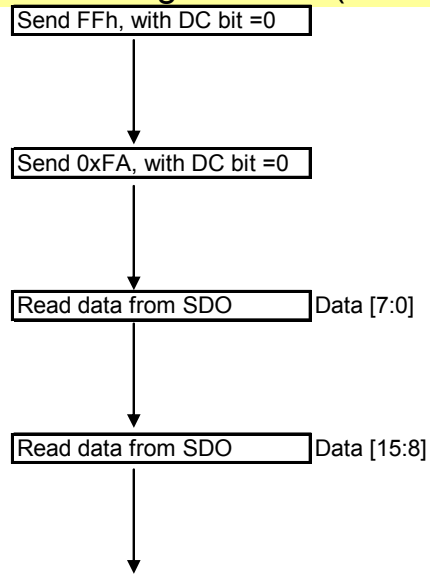 Send FFh, with DC bit =0
Send 0xFA, with DC bit =0
Read data from SDO Data [7:0]
Read data from SDO Data [15:8]